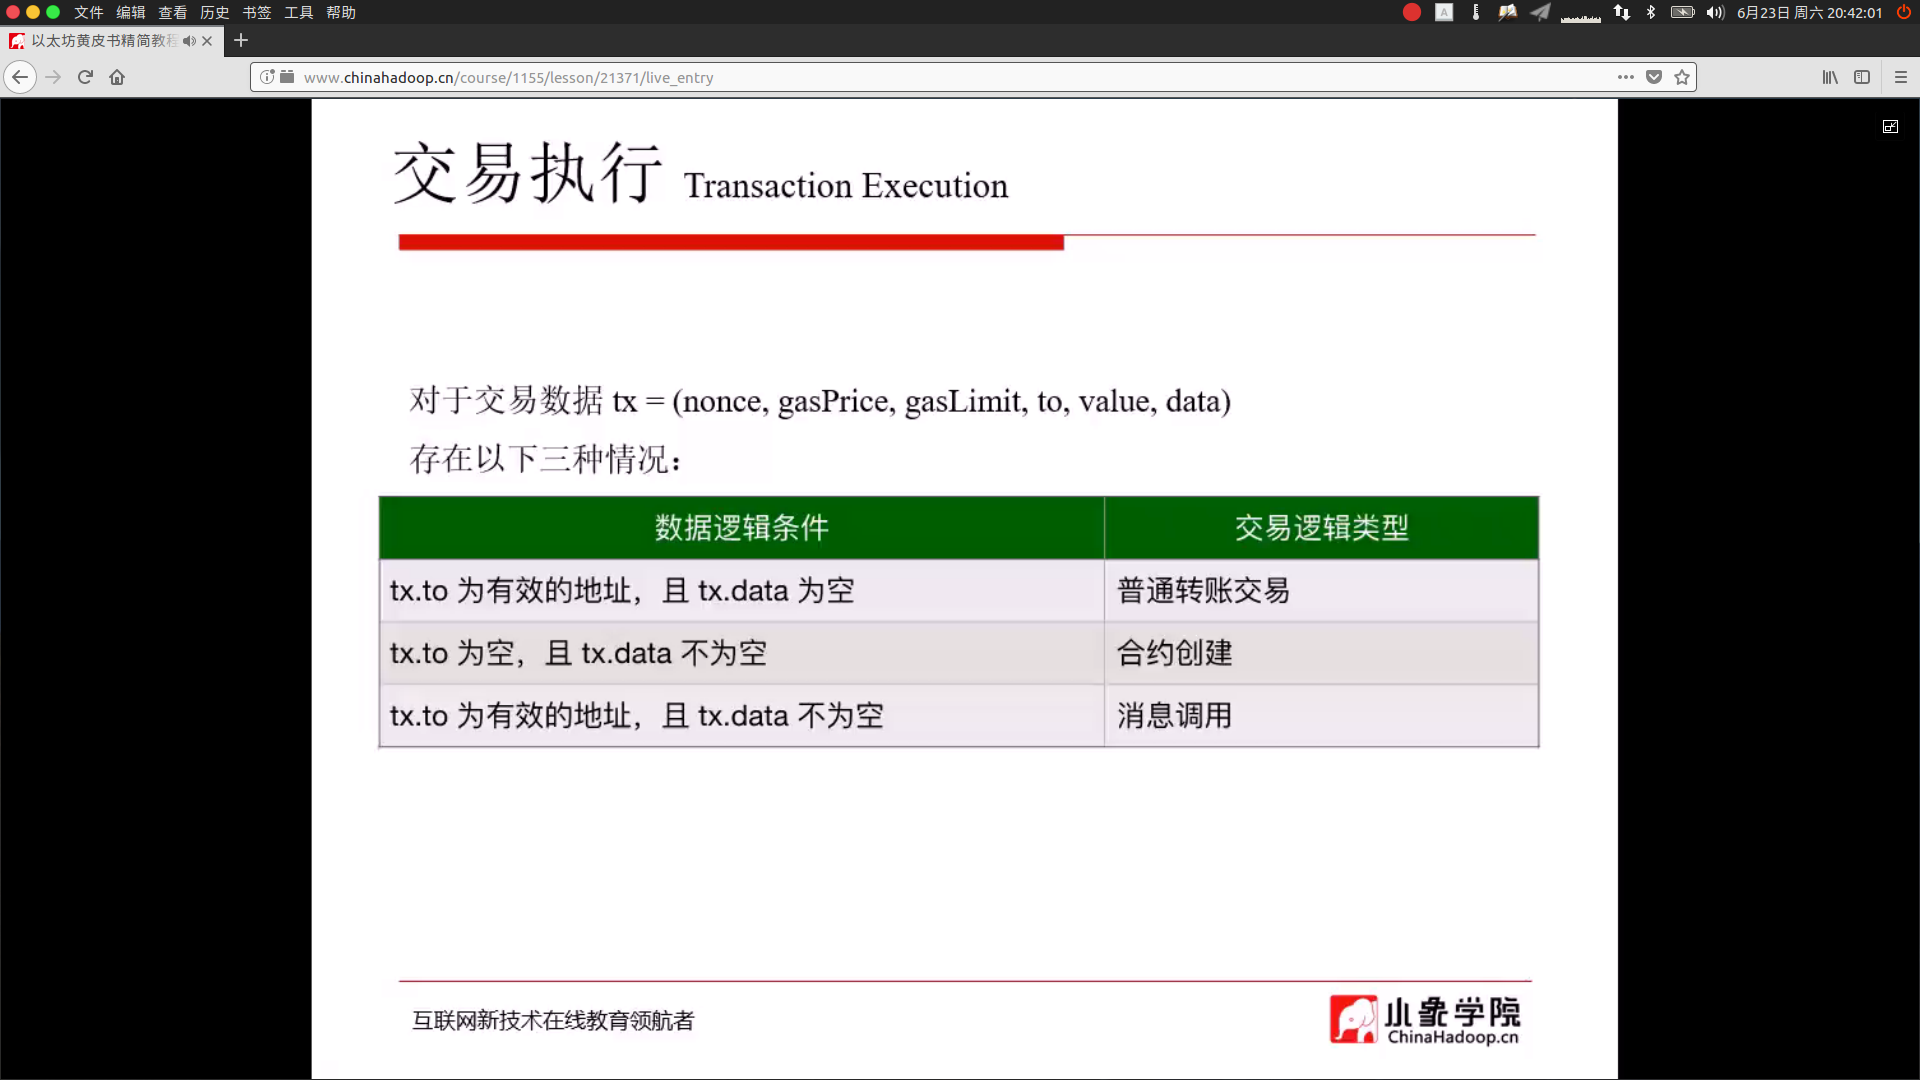 文件 编辑 查看 历史 书签 工具 帮助
A
6月23日 周六 20:42:01
以太坊黄皮书精简教程
www.chinahadoop.cn/course/1155/lesson/21371/live_entry
交易执行 Transaction Execution
对于交易数据 tx = (nonce, gasPrice, gasLimit, to, value, data)
存在以下三种情况：
数据逻辑条件 交易逻辑类型
tx.to 为有效的地址，且 tx.data 为空 普通转账交易
tx.to 为空，且 tx.data 不为空 合约创建
tx.to 为有效的地址，且 tx.data 不为空 消息调用
互联网新技术在线教育领航者
小象学院
ChinaHadoop.cn